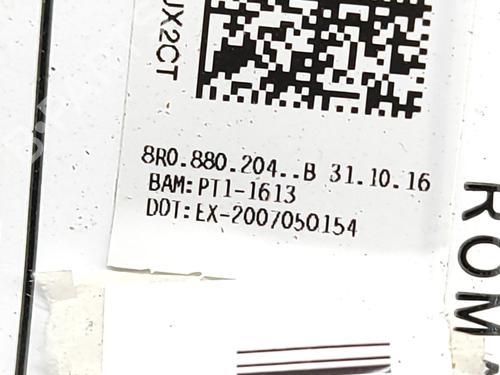 UX2CT
8R0.880.204..B 31.10.16
BAM:PT1-1613
DOT:EX-2007050154
ROM